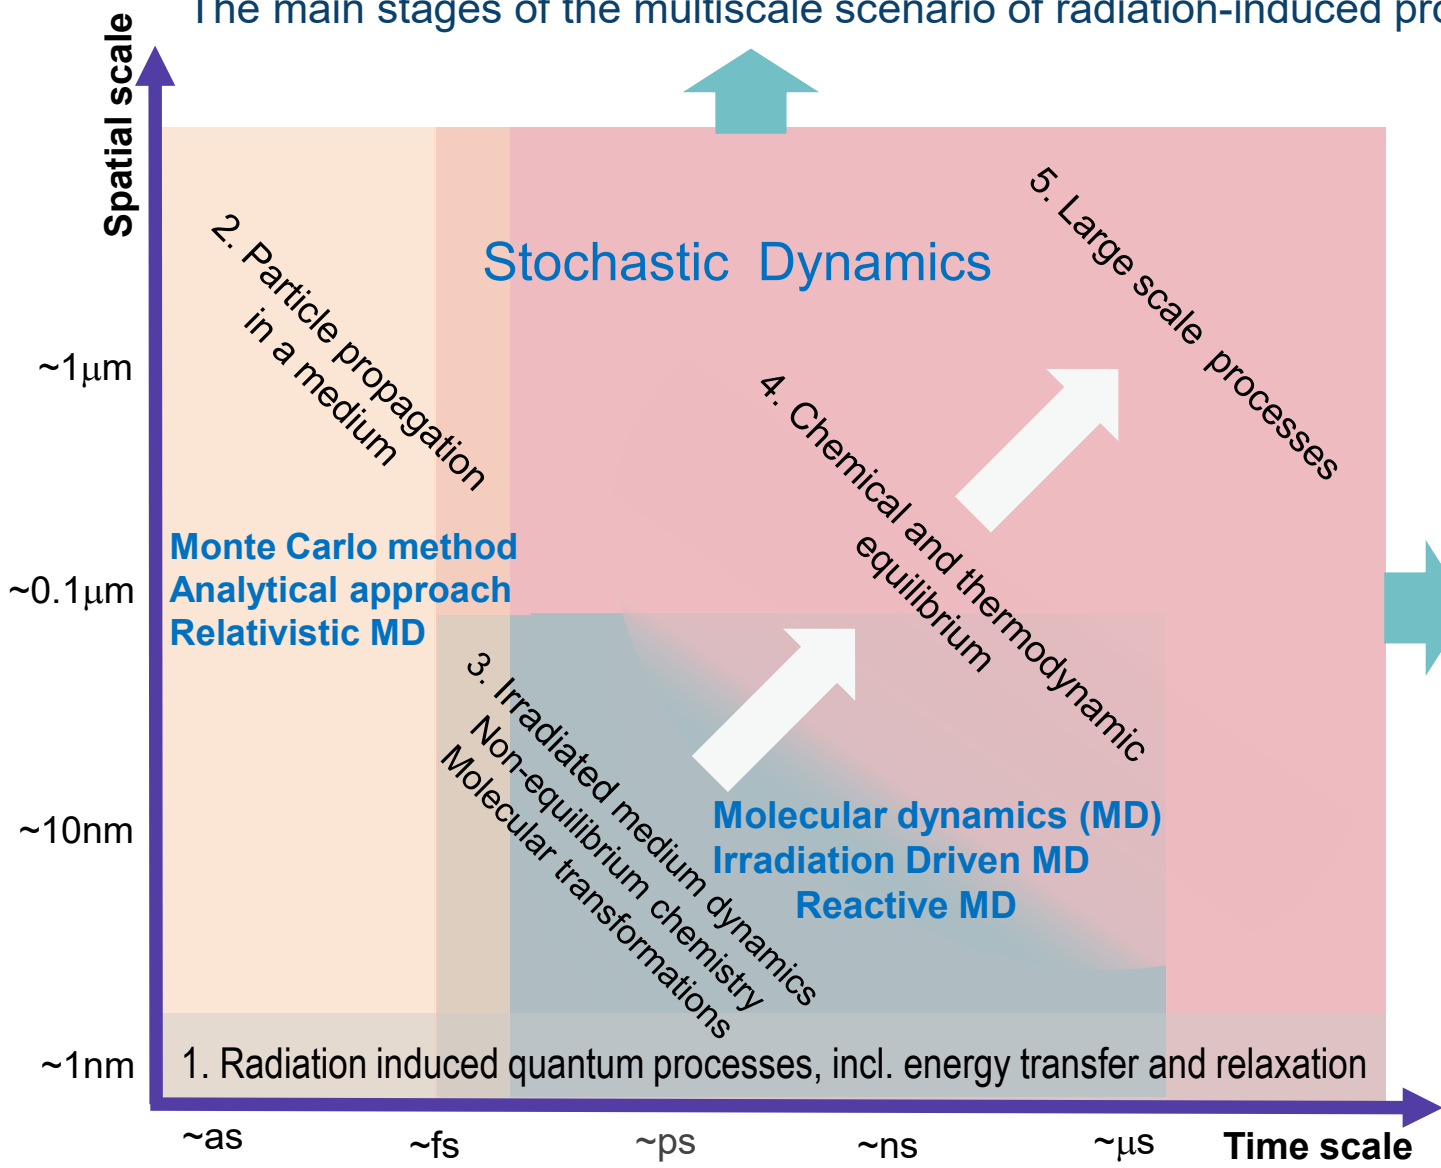 The main stages of the multiscale scenario of radiation-induced pro
Spatial scale
2. Particle propagation
in a medium
Stochastic Dynamics
5. Large scale processes
~1μm
4. Chemical and thermodynamic
equilibrium
Monte Carlo method
Analytical approach
Relativistic MD
~0.1μm
3. Irradiated medium dynamics
Non-equilibrium chemistry
Molecular transformations
Molecular dynamics (MD)
Irradiation Driven MD
Reactive MD
~10nm
~1nm
1. Radiation induced quantum processes, incl. energy transfer and relaxation
~as
~fs
~ps
~ns
~μs
Time scale